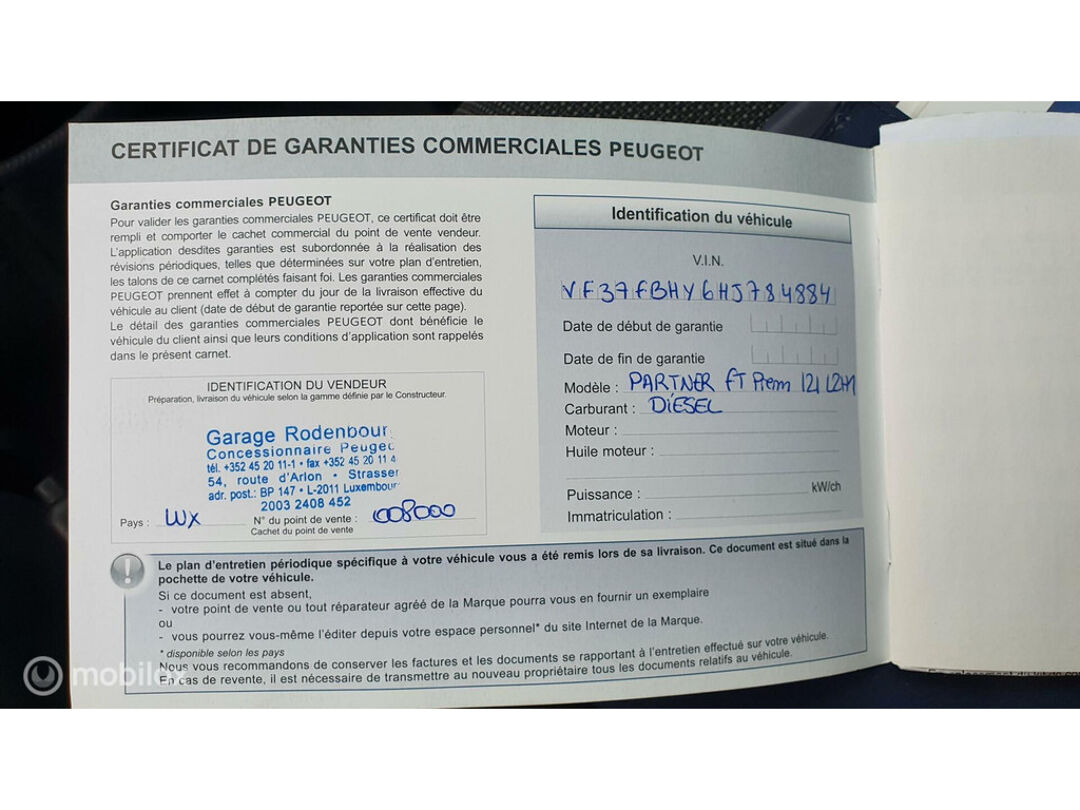 CERTIFICAT DE GARANTIES COMMERCIALES PEUGEOT
Garanties commerciales PEUGEOT
Pour valider les garanties commerciales PEUGEOT, ce certificat doit être
rempli et comporter le cachet commercial du point de vente vendeur.
L'application desdites garanties est subordonnée à la réalisation des
révisions périodiques, telles que déterminées sur votre plan d'entretien,
les talons de ce carnet complétés faisant foi. Les garanties commerciales
PEUGEOT prennent effet à compter du jour de la livraison effective du
véhicule au client (date de début de garantie reportée sur cette page).
Le détail des garanties commerciales PEUGEOT dont bénéficie le
véhicule du client ainsi que leurs conditions d'application sont rappelés
dans le présent carnet.
IDENTIFICATION DU VENDEUR
Préparation, livraison du véhicule selon la gamme définie par le Constructeur.
Garage Rodenbour
Concessionnaire Peugeo
tél. +352 45 20 11-1 • fax +352 45 20 11 4
54, route d'Arlon • Strasser
adr. post.: BP 147 • L-2011 Luxembour
2003 2408 452
Pays : LUX
N° du point de vente : 008000
Cachet du point de vente
Identification du véhicule
V.I.N.
VF37FBHY6HJ784884
Date de début de garantie
Date de fin de garantie
Modèle : PARTNER FT Prem 121 L2H1
Carburant : DIESEL
Moteur :
Huile moteur :
Puissance : kW/ch
Immatriculation :
Le plan d'entretien périodique spécifique à votre véhicule vous a été remis lors de sa livraison. Ce document est situé dans la
pochette de votre véhicule.
Si ce document est absent,
- votre point de vente ou tout réparateur agréé de la Marque pourra vous en fournir un exemplaire
ou
- vous pourrez vous-même l'éditer depuis votre espace personnel* du site Internet de la Marque.
* disponible selon les pays
Nous vous recommandons de conserver les factures et les documents se rapportant à l'entretien effectué sur votre véhicule.
En cas de revente, il est nécessaire de transmettre au nouveau propriétaire tous les documents relatifs au véhicule.
mobilox